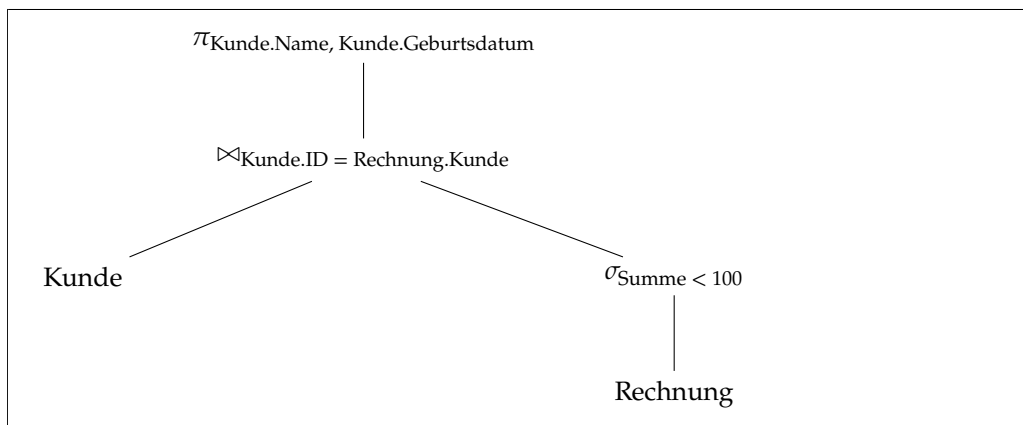 πKunde.Name, Kunde.Geburtsdatum
⋈Kunde.ID = Rechnung.Kunde
Kunde
σSumme < 100
Rechnung